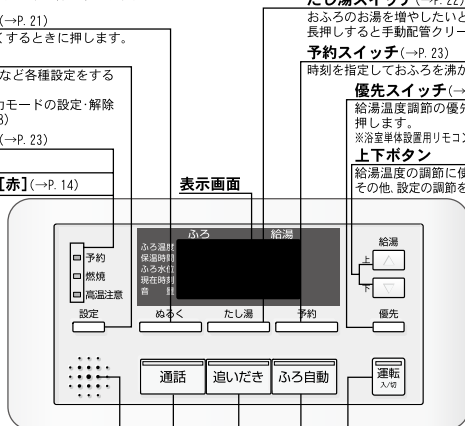 (→P. 21)
くするときに押します。
など各種設定をする
カモードの設定･解除
(→P. 23)
[赤](→P. 14)
表示画面
たし湯スイッチ(→P. 22)
おふろのお湯を増やしたいと
長押しすると手動配管クリー
予約スイッチ(→P. 23)
時刻を指定しておふろを沸か
優先スイッチ(→
給湯温度調節の優先
押します。
※浴室単体設置用リモコン
上下ボタン
給湯温度の調節に使
その他、設定の調節を
ふろ
給湯
ふろ温度
保温時間
ふろ水位
現在時刻
音 量
予約
燃焼
高温注意
給湯
上
下
設定
ぬるく
たし湯
予約
優先
通話
追いだき
ふろ自動
運転
入/切